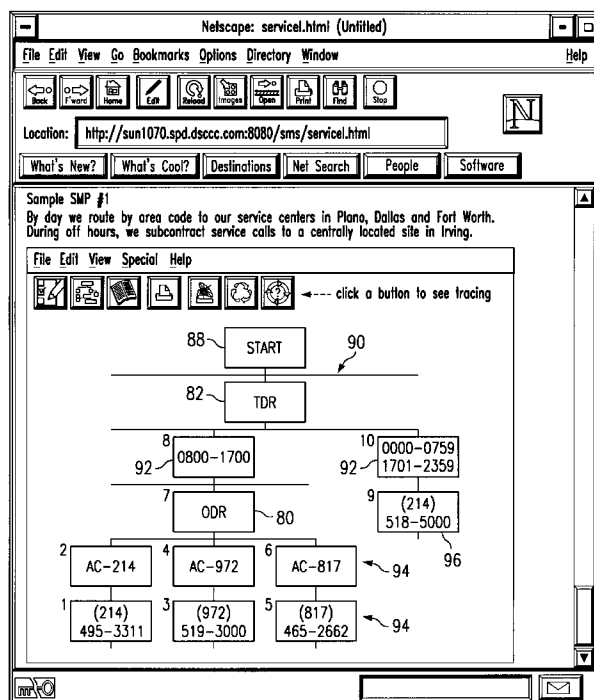 Netscape: servicel.html (Untitled)
File Edit View Go Bookmarks Options Directory Window Help
Back F'ward Home Edit Reload Images Open Print Find Stop
N
Location: http://sun1070.spd.dsccc.com:8080/sms/servicel.html
What's New? What's Cool? Destinations Net Search People Software
Sample SMP #1
By day we route by area code to our service centers in Plano, Dallas and Fort Worth.
During off hours, we subcontract service calls to a centrally located site in Irving.
File Edit View Special Help
click a button to see tracing
88 START 90
82 TDR
8 10
92 0800-1700 92 0000-0759
1701-2359
7 ODR 80 9 (214)
518-5000
96
2 AC-214 4 AC-972 6 AC-817 94
1 (214) 3 (972) 5 (817) 94
495-3311 519-3000 465-2662